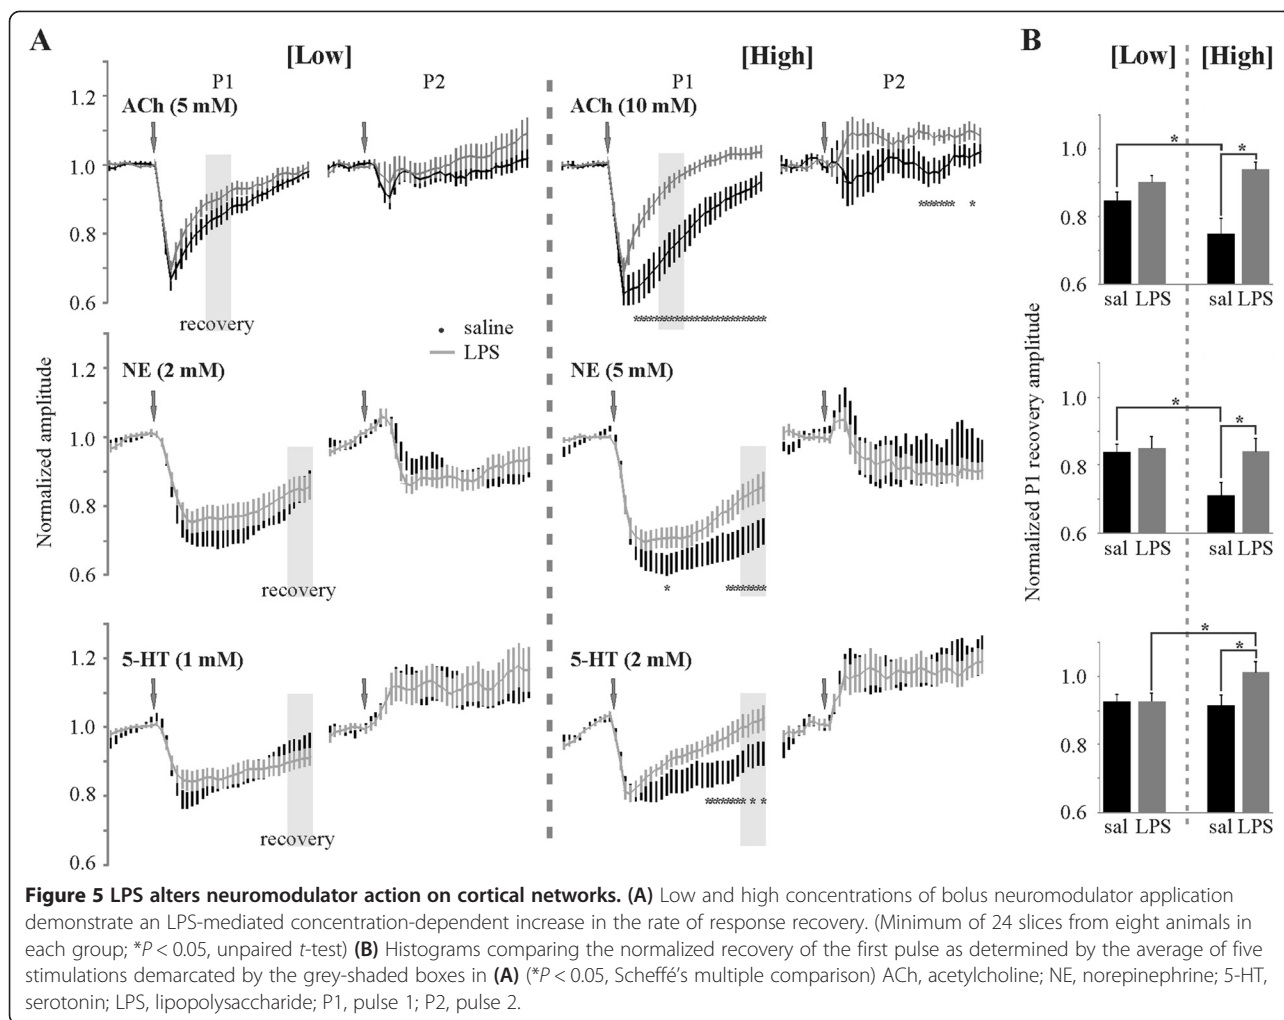 A
[Low]
[High]
B
[Low]
[High]
P1
P2
P1
P2
1.2
ACh (5 mM)
ACh (10 mM)
1.0
0.8
0.6
recovery
*******************************
****** *
1.0
0.8
0.6
* *
sal LPS
sal LPS
saline
LPS
1.2
NE (2 mM)
NE (5 mM)
1.0
0.8
0.6
Normalized amplitude
recovery
* *******
1.0
0.8
0.6
* *
sal LPS
sal LPS
Normalized P1 recovery amplitude
1.2
5-HT (1 mM)
5-HT (2 mM)
1.0
0.8
0.6
recovery
******* * *
1.0
0.8
0.6
* *
sal LPS
sal LPS
Figure 5 LPS alters neuromodulator action on cortical networks. (A) Low and high concentrations of bolus neuromodulator application
demonstrate an LPS-mediated concentration-dependent increase in the rate of response recovery. (Minimum of 24 slices from eight animals in
each group; *P < 0.05, unpaired t-test) (B) Histograms comparing the normalized recovery of the first pulse as determined by the average of five
stimulations demarcated by the grey-shaded boxes in (A) (*P < 0.05, Scheffé's multiple comparison) ACh, acetylcholine; NE, norepinephrine; 5-HT,
serotonin; LPS, lipopolysaccharide; P1, pulse 1; P2, pulse 2.